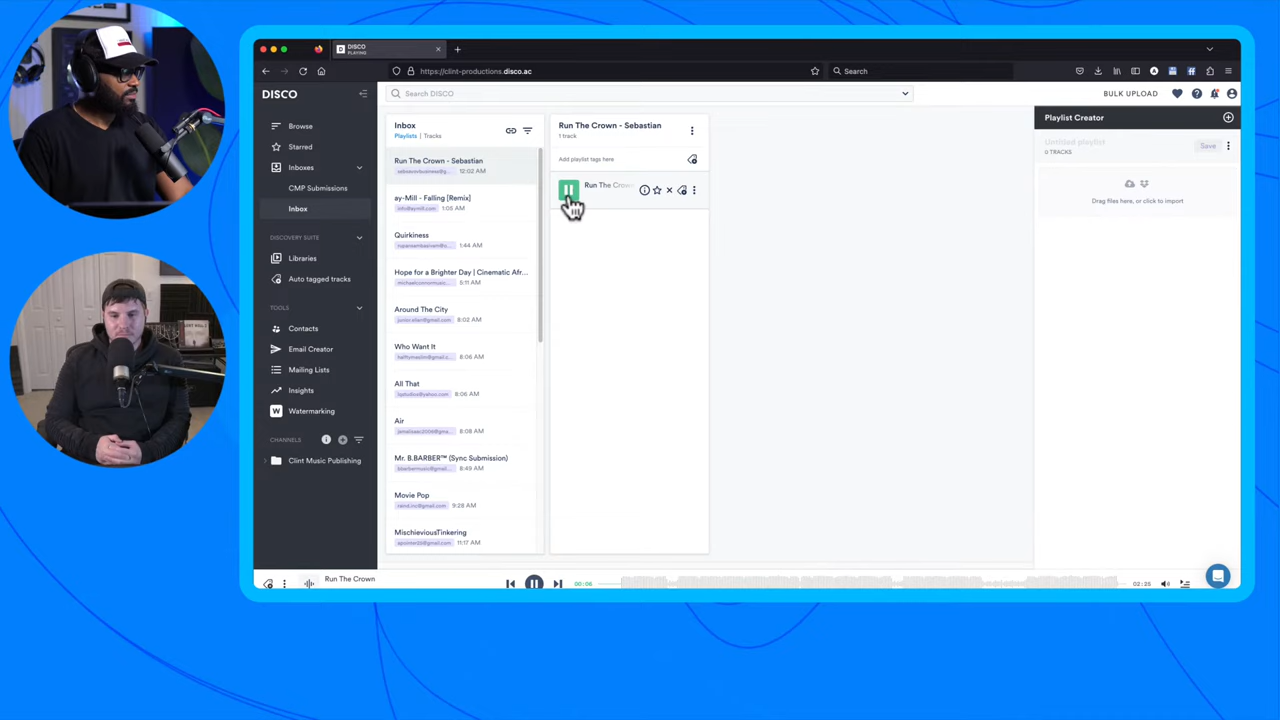 DISCO
PLAYING
https://clint-productions.disco.ac
Search
DISCO
Search DISCO
BULK UPLOAD
Browse
Starred
Inboxes
CMP Submissions
Inbox
DISCOVERY SUITE
Libraries
Auto tagged tracks
TOOLS
Contacts
Email Creator
Mailing Lists
Insights
W Watermarking
CHANNELS
Clint Music Publishing
Inbox
Playlists | Tracks
Run The Crown - Sebastian
12:02 AM
ay-Mill - Falling [Remix]
info@aymill.com 1:05 AM
Quirkiness
1:44 AM
Hope for a Brighter Day | Cinematic Afr...
5:11 AM
Around The City
8:02 AM
Who Want It
8:06 AM
All That
8:06 AM
Air
8:08 AM
Mr. B.BARBER™ (Sync Submission)
8:49 AM
Movie Pop
9:28 AM
MischieviousTinkering
11:17 AM
Run The Crown - Sebastian
1 track
Add playlist tags here
Run The Crown
Playlist Creator
Untitled playlist
0 TRACKS
Save
Drag files here, or click to import
Run The Crown
00:06
02:25